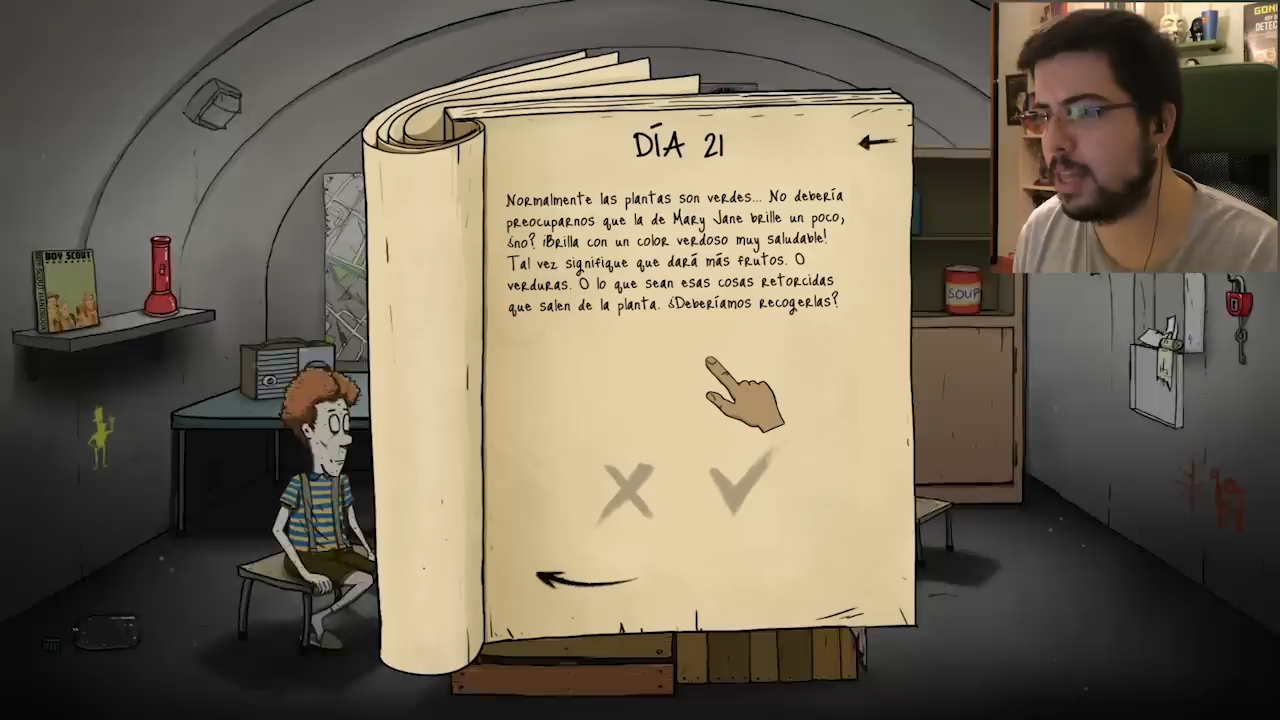 DÍA 21
Normalmente las plantas son verdes... No debería
preocuparnos que la de Mary Jane brille un poco,
¿no? ¡Brilla con un color verdoso muy saludable!
Tal vez signifique que dará más frutos. O
verduras. O lo que sean esas cosas retorcidas
que salen de la planta. ¿Deberíamos recogerlas?
BOY SCOUT
SOUP